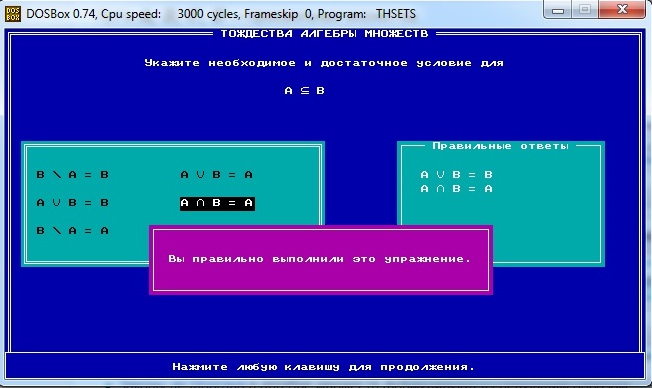 DOSBox 0.74, Cpu speed: 3000 cycles, Frameskip 0, Program: THSETS
ТОЖДЕСТВА АЛГЕБРЫ МНОЖЕСТВ
Укажите необходимое и достаточное условие для
A ⊆ B
Правильные ответы
B \ A = B
A ∪ B = A
A ∪ B = B
A ∩ B = A
B \ A = A
A ∪ B = B
A ∩ B = A
Вы правильно выполнили это упражнение.
Нажмите любую клавишу для продолжения.